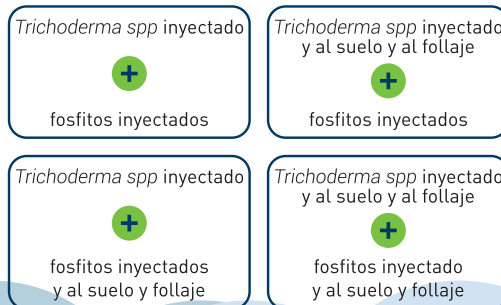 Trichoderma spp inyectado
+
fosfitos inyectados
Trichoderma spp inyectado
y al suelo y al follaje
+
fosfitos inyectados
Trichoderma spp inyectado
+
fosfitos inyectados
y al suelo y follaje
Trichoderma spp inyectado
y al suelo y al follaje
+
fosfitos inyectado
y al suelo y follaje